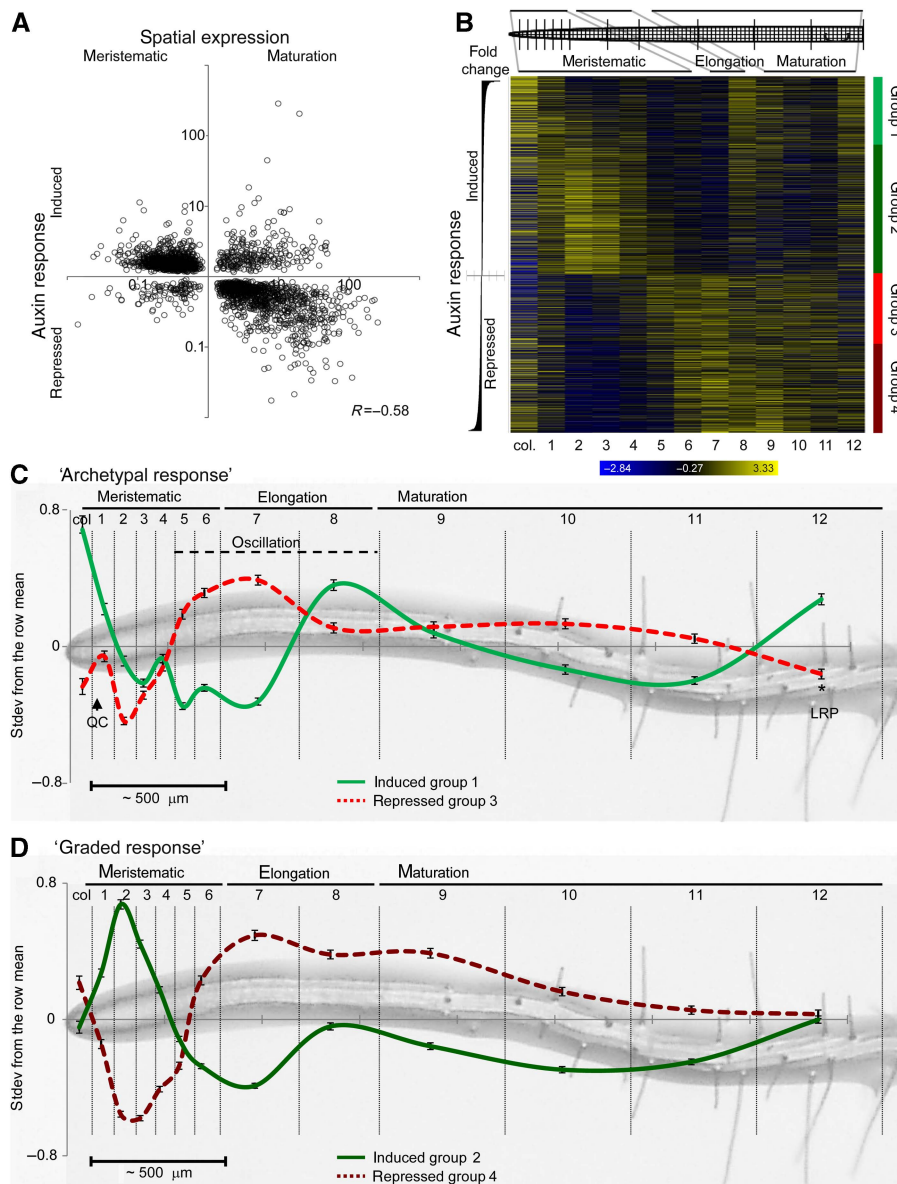 A
Spatial expression
Meristematic
Maturation
Auxin response
Induced
Repressed
100
10
0.1
10
100
0.1
R=−0.58
B
Fold change
Meristematic
Elongation
Maturation
Auxin response
Induced
Repressed
Group 1
Group 2
Group 3
Group 4
col. 1 2 3 4 5 6 7 8 9 10 11 12
−2.84 −0.27 3.33
C
'Archetypal response'
Meristematic
Elongation
Maturation
0.8
col 1 2 3 4 5 6 7 8 9 10 11 12
Oscillation
Stdev from the row mean
0
QC
*
LRP
−0.8
~ 500 μm
Induced group 1
Repressed group 3
D
'Graded response'
Meristematic
Elongation
Maturation
0.8
col 1 2 3 4 5 6 7 8 9 10 11 12
Stdev from the row mean
0
−0.8
~ 500 μm
Induced group 2
Repressed group 4